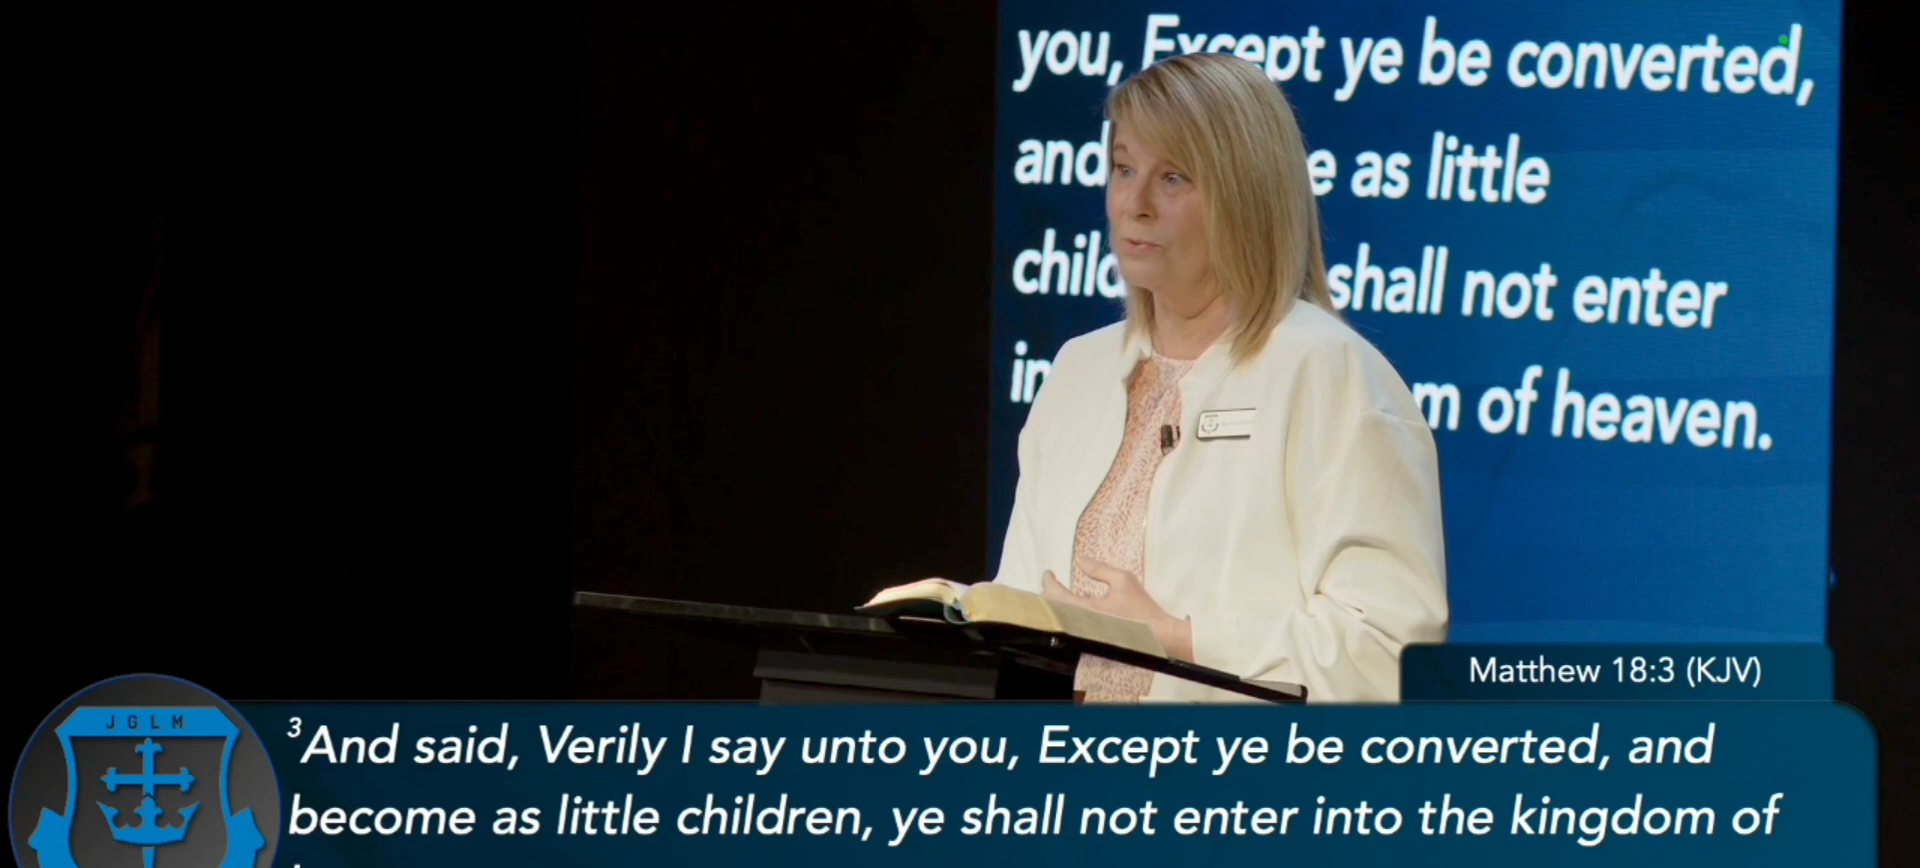 you, Except ye be converted,
and e as little
child shall not enter
in m of heaven.
Matthew 18:3 (KJV)
JGLM
3And said, Verily I say unto you, Except ye be converted, and
become as little children, ye shall not enter into the kingdom of